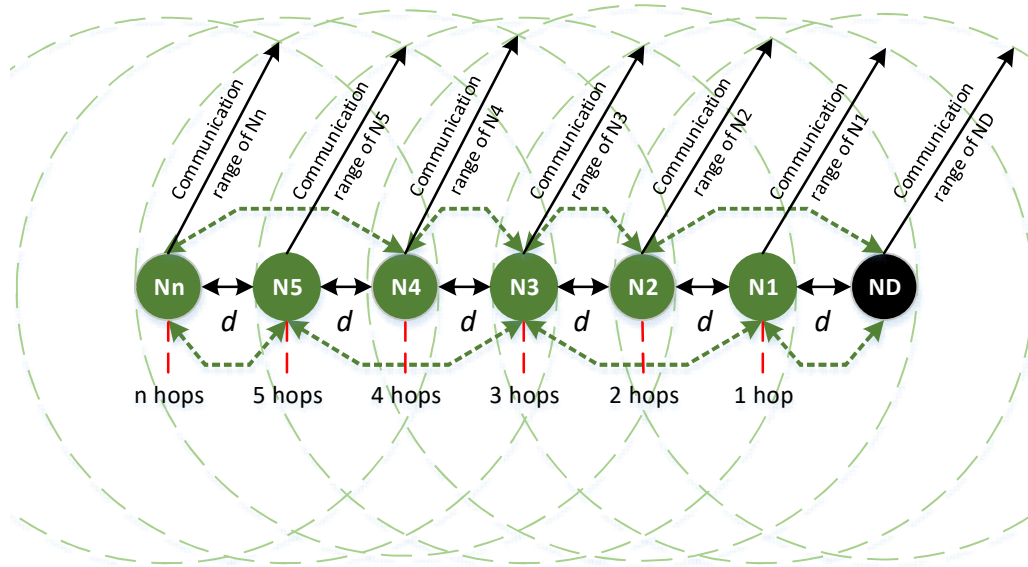 Communication
range of Nn
Communication
range of N5
Communication
range of N4
Communication
range of N3
Communication
range of N2
Communication
range of N1
Communication
range of ND
Nn
N5
N4
N3
N2
N1
ND
d
d
d
d
d
d
n hops
5 hops
4 hops
3 hops
2 hops
1 hop